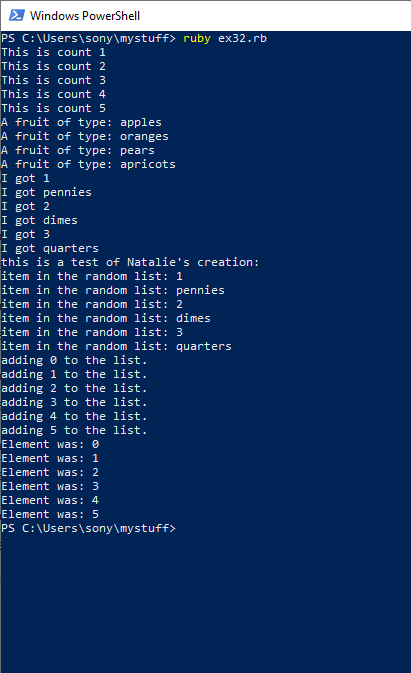 Windows PowerShell
PS C:\Users\sony\mystuff> ruby ex32.rb
This is count 1
This is count 2
This is count 3
This is count 4
This is count 5
A fruit of type: apples
A fruit of type: oranges
A fruit of type: pears
A fruit of type: apricots
I got 1
I got pennies
I got 2
I got dimes
I got 3
I got quarters
this is a test of Natalie's creation:
item in the random list: 1
item in the random list: pennies
item in the random list: 2
item in the random list: dimes
item in the random list: 3
item in the random list: quarters
adding 0 to the list.
adding 1 to the list.
adding 2 to the list.
adding 3 to the list.
adding 4 to the list.
adding 5 to the list.
Element was: 0
Element was: 1
Element was: 2
Element was: 3
Element was: 4
Element was: 5
PS C:\Users\sony\mystuff>